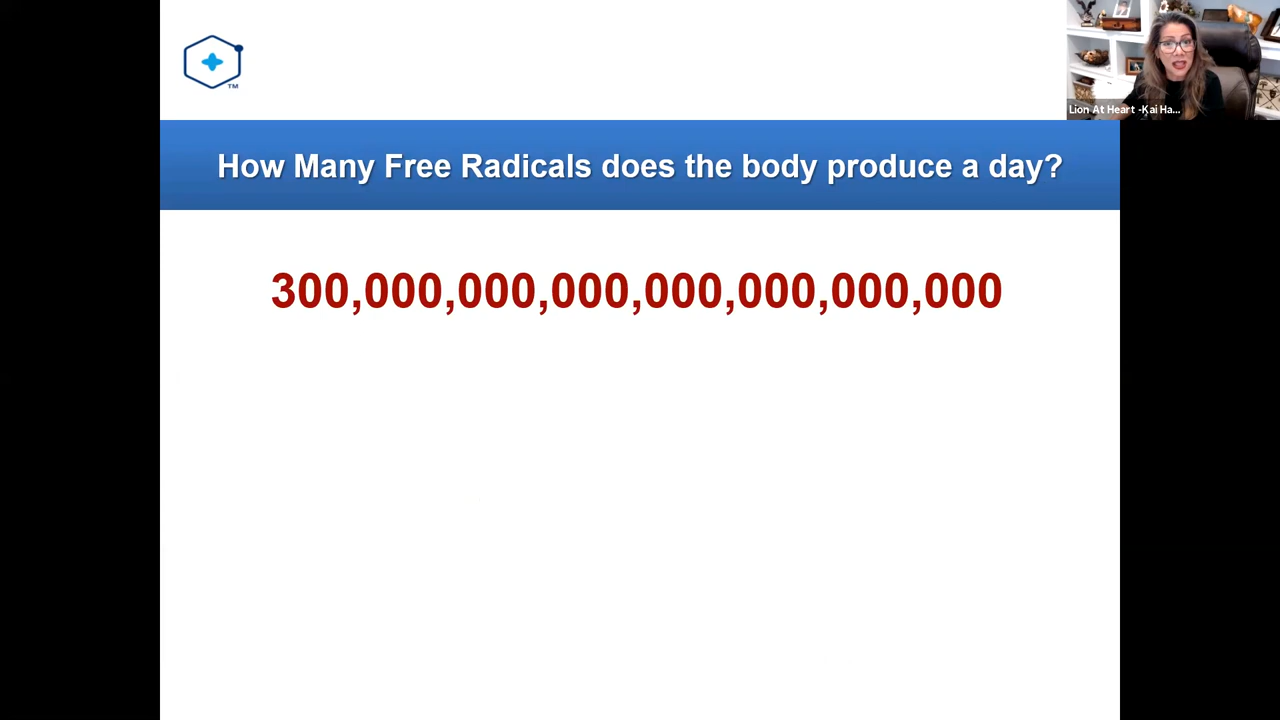 TM
Lion At Heart -Kai Ha...
How Many Free Radicals does the body produce a day?
300,000,000,000,000,000,000,000